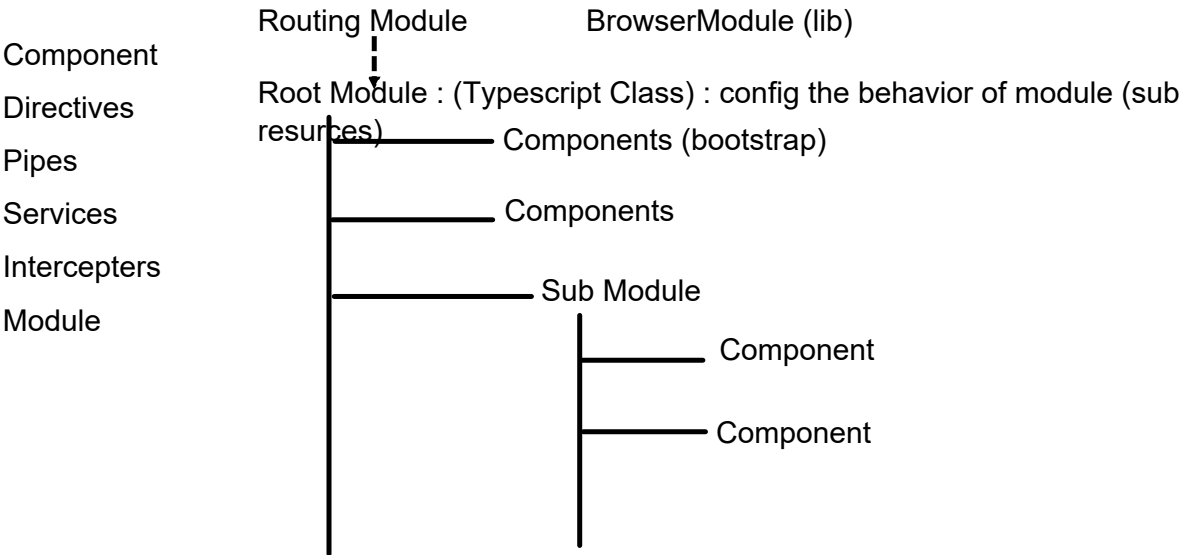 Routing Module
BrowserModule (lib)
Component
Directives
Pipes
Services
Intercepters
Module
Root Module : (Typescript Class) : config the behavior of module (sub
resurces)
Components (bootstrap)
Components
Sub Module
Component
Component